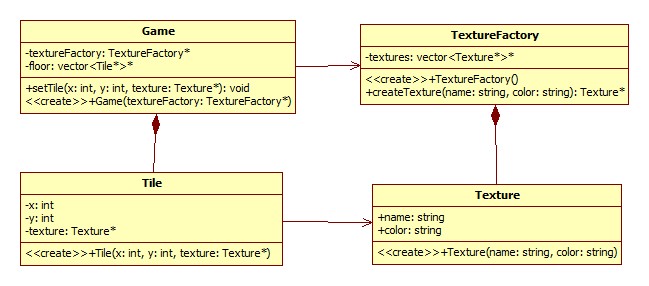 Game
-textureFactory: TextureFactory*
-floor: vector<Tile*>*
+setTile(x: int, y: int, texture: Texture*): void
<<create>>+Game(textureFactory: TextureFactory*)
TextureFactory
-textures: vector<Texture*>*
<<create>>+TextureFactory()
+createTexture(name: string, color: string): Texture*
Tile
-x: int
-y: int
-texture: Texture*
<<create>>+Tile(x: int, y: int, texture: Texture*)
Texture
+name: string
+color: string
<<create>>+Texture(name: string, color: string)